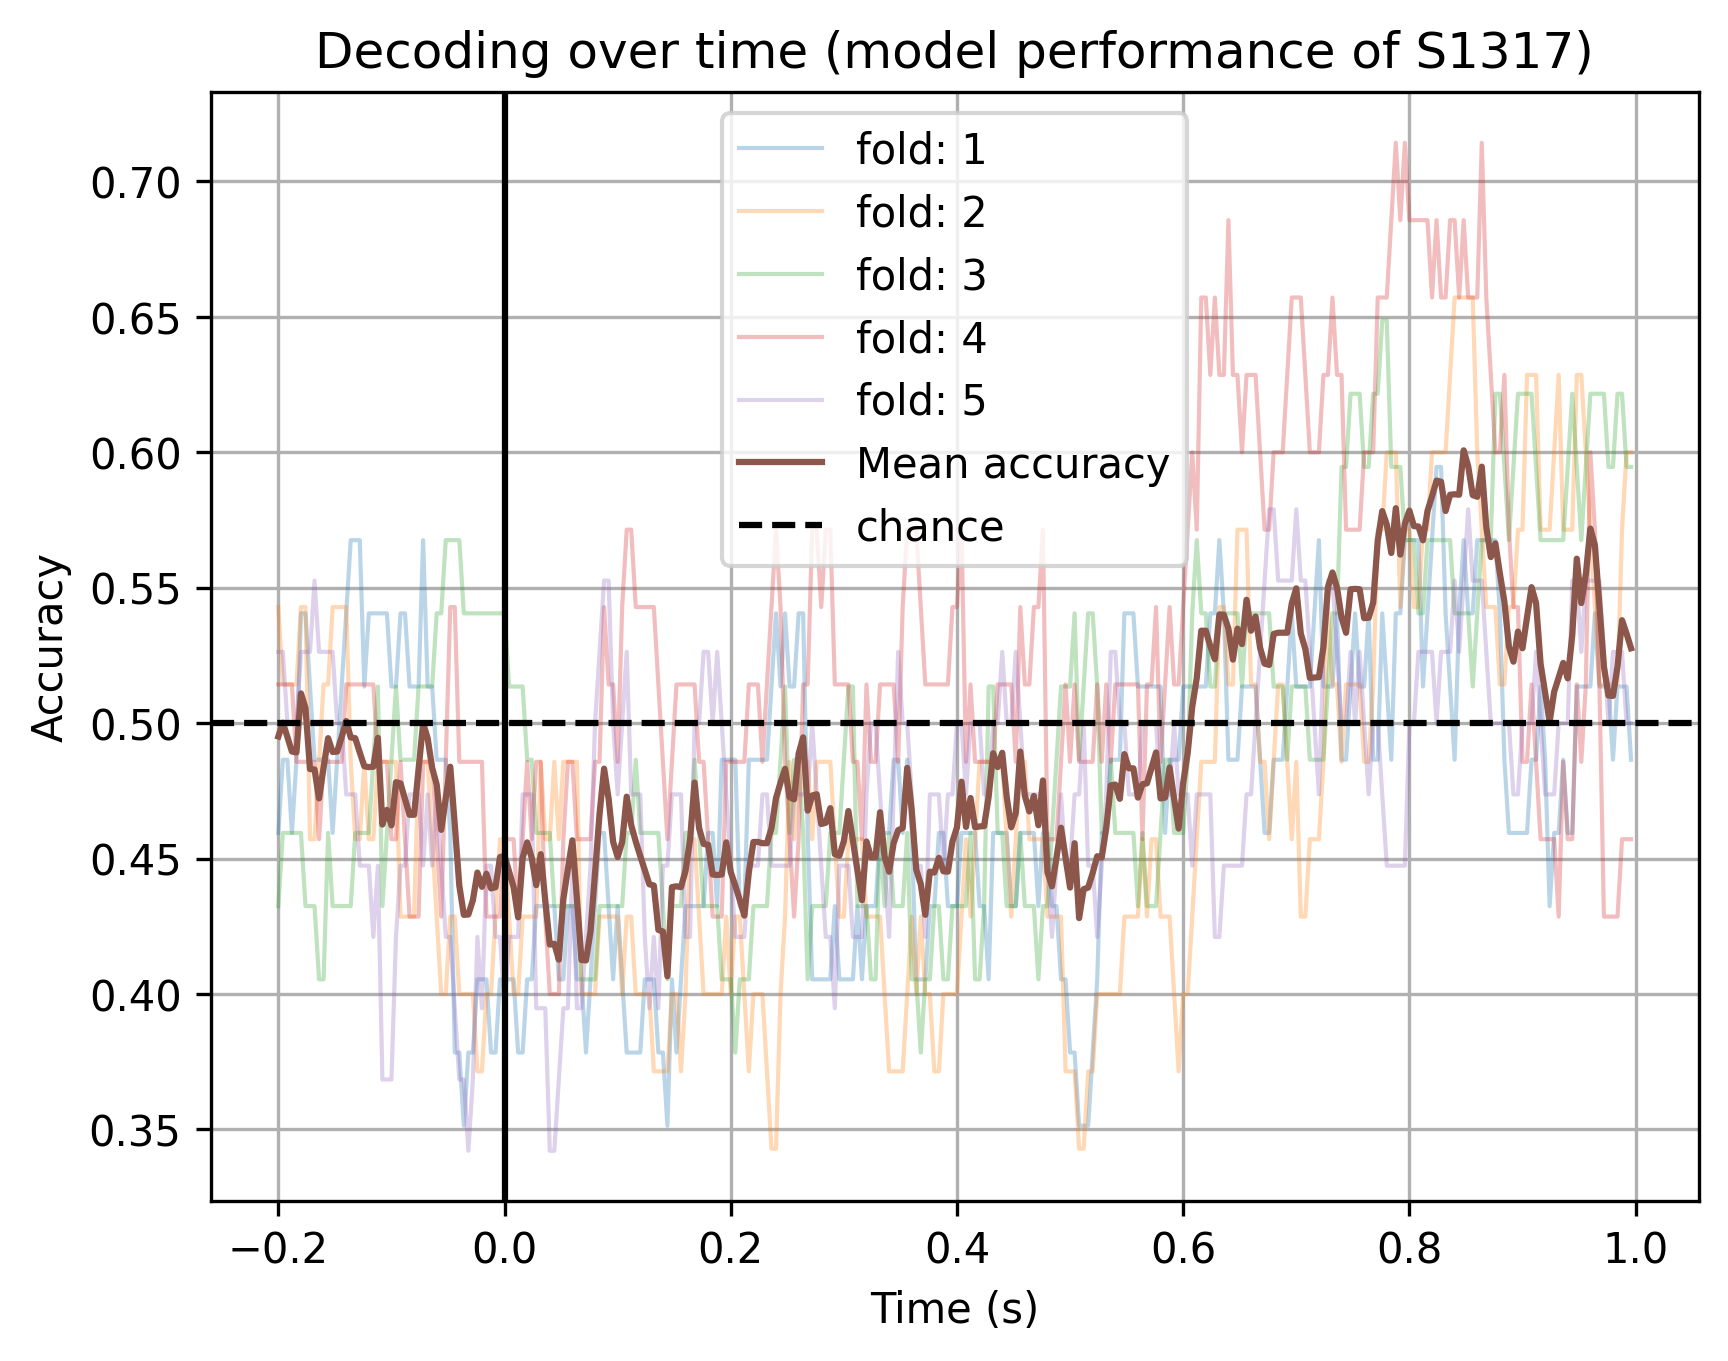 Decoding over time (model performance of S1317)
Accuracy
0.70
0.65
0.60
0.55
0.50
0.45
0.40
0.35
fold: 1
fold: 2
fold: 3
fold: 4
fold: 5
Mean accuracy
chance
−0.2
0.0
0.2
0.4
0.6
0.8
1.0
Time (s)